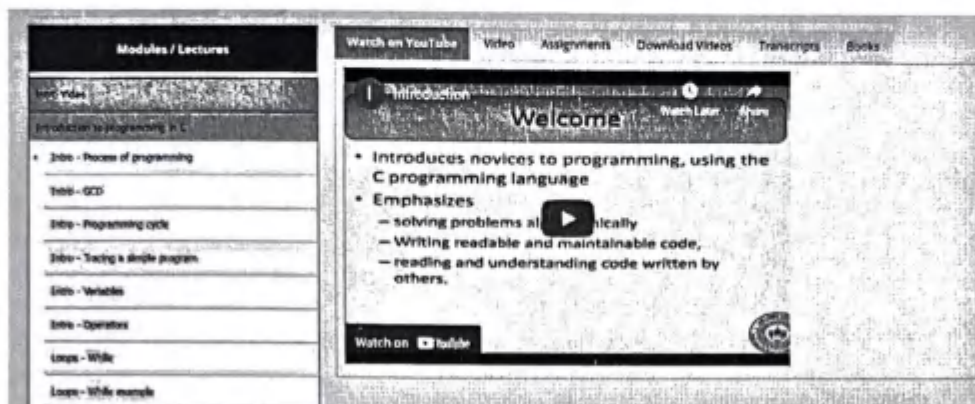 Modules / Lectures
Intro Video
Introduction to programming in C
Intro - Process of programming
Intro - GCD
Intro - Programming cycle
Intro - Tracing a simple program
Intro - Variables
Intro - Operators
Loops - While
Loops - While example
Watch on YouTube Video Assignments Download Videos Transcripts Books
I Introduction Watch Later Share
Welcome
• Introduces novices to programming, using the
C programming language
• Emphasizes
– solving problems nically
– Writing readable and maintainable code,
– reading and understanding code written by
others.
Watch on YouTube